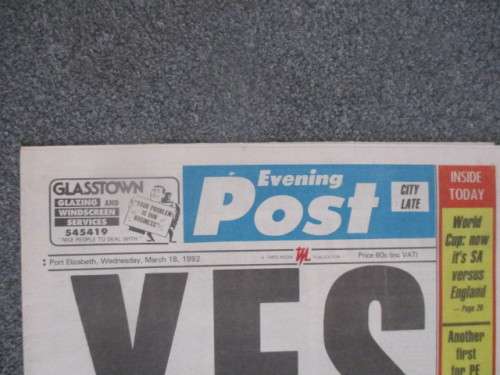 GLASSTOWN
GLAZING AND
WINDSCREEN
SERVICES
545419
NICE PEOPLE TO DEAL WITH
"YOUR PROBLEM
IS OUR
BUSINESS"
Evening
Post
CITY
LATE
INSIDE
TODAY
World
Cup: now
it's SA
versus
England
— Page 20
Another
first
for PE
Port Elizabeth, Wednesday, March 18, 1992
A TIMES MEDIA TML PUBLICATION
Price 80c (inc VAT)
YES